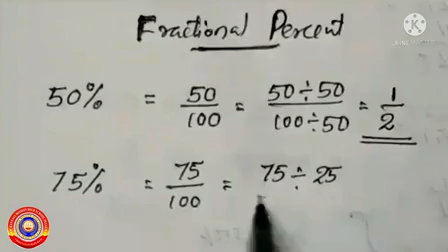 Fractional Percent
50% = 50/100 = 50÷50/100÷50 = 1/2
75% = 75/100 = 75÷25